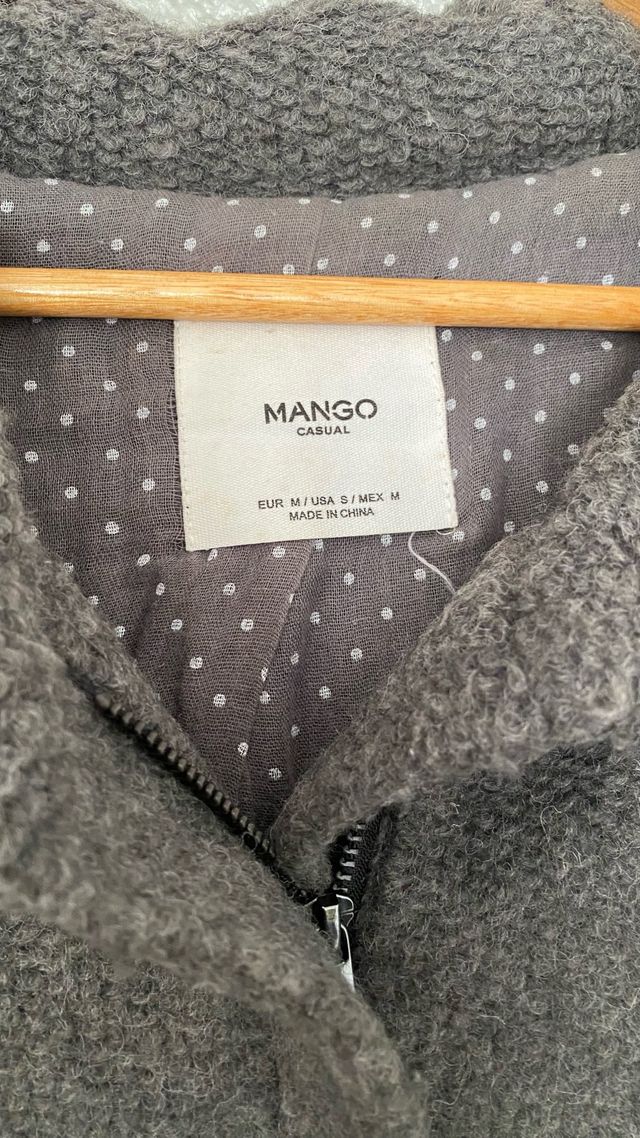 MANGO
CASUAL
EUR M / USA S / MEX M
MADE IN CHINA